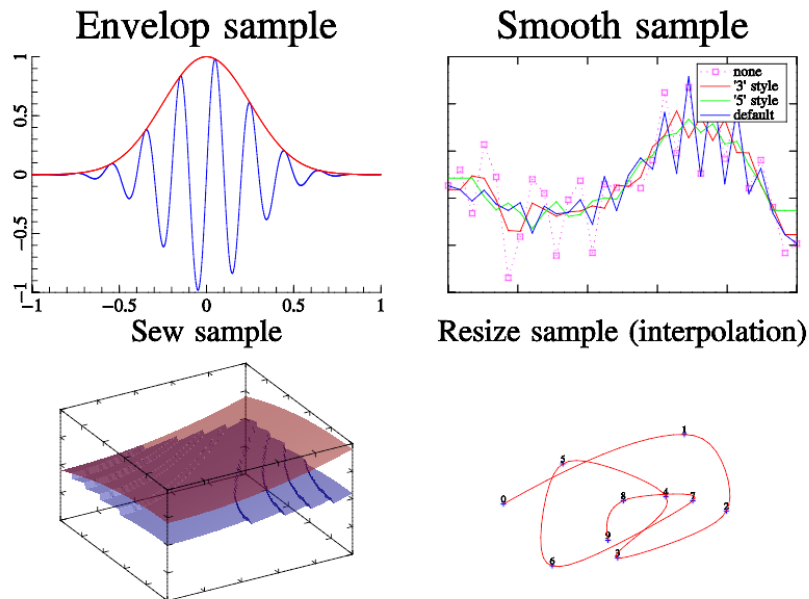 Envelop sample
1
0.5
0
−0.5
−1
−1
−0.5
0
0.5
1
Smooth sample
none
'3' style
'5' style
default
Sew sample
Resize sample (interpolation)
1
5
0
8
4
7
2
9
3
6